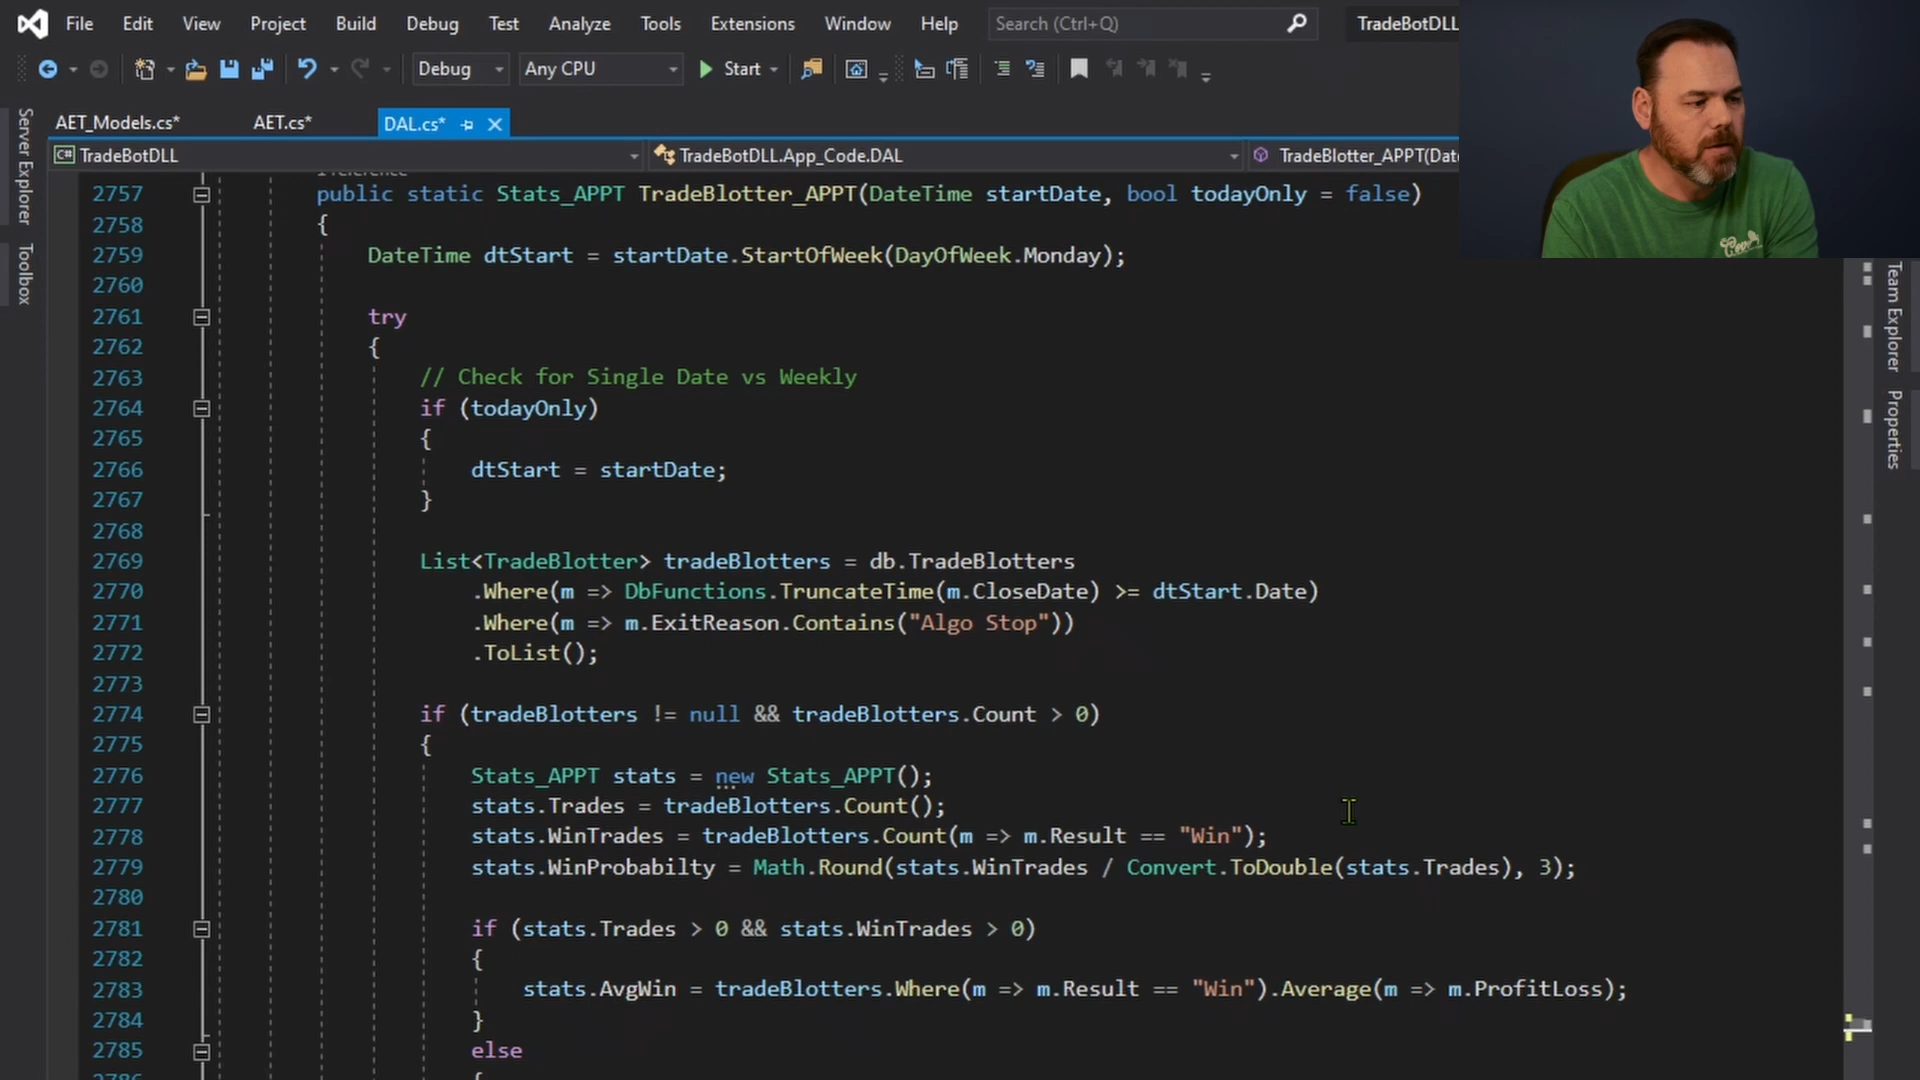 File Edit View Project Build Debug Test Analyze Tools Extensions Window Help Search (Ctrl+Q) TradeBotDLL
Debug Any CPU Start
AET_Models.cs* AET.cs* DAL.cs*
C# TradeBotDLL TradeBotDLL.App_Code.DAL TradeBlotter_APPT(Dat
Server Explorer
Toolbox
Team Explorer
Properties
2757 public static Stats_APPT TradeBlotter_APPT(DateTime startDate, bool todayOnly = false)
2758 {
2759 DateTime dtStart = startDate.StartOfWeek(DayOfWeek.Monday);
2760
2761 try
2762 {
2763 // Check for Single Date vs Weekly
2764 if (todayOnly)
2765 {
2766 dtStart = startDate;
2767 }
2768
2769 List<TradeBlotter> tradeBlotters = db.TradeBlotters
2770 .Where(m => DbFunctions.TruncateTime(m.CloseDate) >= dtStart.Date)
2771 .Where(m => m.ExitReason.Contains("Algo Stop"))
2772 .ToList();
2773
2774 if (tradeBlotters != null && tradeBlotters.Count > 0)
2775 {
2776 Stats_APPT stats = new Stats_APPT();
2777 stats.Trades = tradeBlotters.Count();
2778 stats.WinTrades = tradeBlotters.Count(m => m.Result == "Win");
2779 stats.WinProbabilty = Math.Round(stats.WinTrades / Convert.ToDouble(stats.Trades), 3);
2780
2781 if (stats.Trades > 0 && stats.WinTrades > 0)
2782 {
2783 stats.AvgWin = tradeBlotters.Where(m => m.Result == "Win").Average(m => m.ProfitLoss);
2784 }
2785 else
2786 {